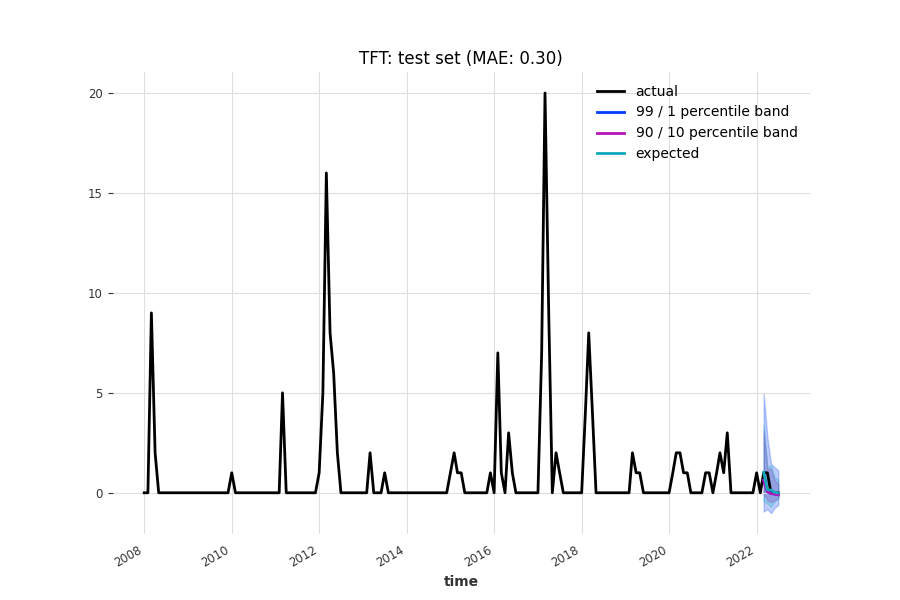 TFT: test set (MAE: 0.30)
actual
99 / 1 percentile band
90 / 10 percentile band
expected
20
15
10
5
0
2008
2010
2012
2014
2016
2018
2020
2022
time